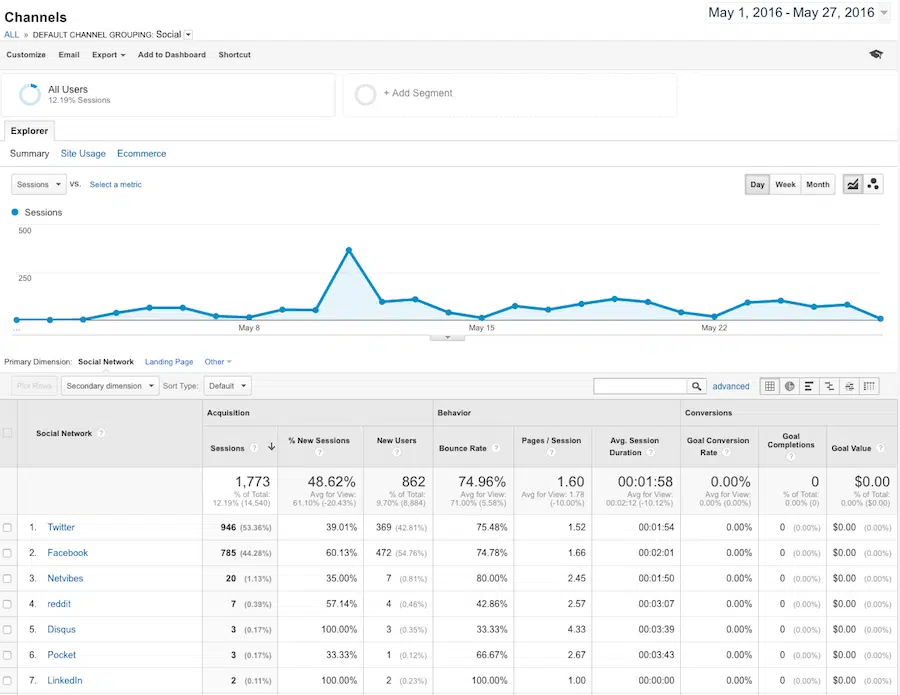 Channels
May 1, 2016 - May 27, 2016
ALL » DEFAULT CHANNEL GROUPING: Social
Customize Email Export Add to Dashboard Shortcut
All Users
12.19% Sessions
+ Add Segment
Explorer
Summary Site Usage Ecommerce
Sessions VS. Select a metric
Day Week Month
Sessions
500
250
... May 8 May 15 May 22
Primary Dimension: Social Network Landing Page Other
Plot Rows Secondary dimension Sort Type: Default advanced
Social Network ? Acquisition Behavior Conversions
Sessions ? % New Sessions ? New Users ? Bounce Rate ? Pages / Session ? Avg. Session Duration ? Goal Conversion Rate ? Goal Completions ? Goal Value ?
1,773 48.62% 862 74.96% 1.60 00:01:58 0.00% 0 $0.00
% of Total: Avg for View: % of Total: Avg for View: Avg for View: 1.78 Avg for View: Avg for View: % of Total: % of Total:
12.19% (14,540) 61.10% (-20.43%) 9.70% (8,884) 71.00% (5.58%) (-10.00%) 00:02:12 (-10.12%) 0.00% (0.00%) 0.00% (0) 0.00% ($0.00)
1. Twitter 946 (53.36%) 39.01% 369 (42.81%) 75.48% 1.52 00:01:54 0.00% 0 (0.00%) $0.00 (0.00%)
2. Facebook 785 (44.28%) 60.13% 472 (54.76%) 74.78% 1.66 00:02:01 0.00% 0 (0.00%) $0.00 (0.00%)
3. Netvibes 20 (1.13%) 35.00% 7 (0.81%) 80.00% 2.45 00:01:50 0.00% 0 (0.00%) $0.00 (0.00%)
4. reddit 7 (0.39%) 57.14% 4 (0.46%) 42.86% 2.57 00:03:07 0.00% 0 (0.00%) $0.00 (0.00%)
5. Disqus 3 (0.17%) 100.00% 3 (0.35%) 33.33% 4.33 00:03:39 0.00% 0 (0.00%) $0.00 (0.00%)
6. Pocket 3 (0.17%) 33.33% 1 (0.12%) 66.67% 2.67 00:03:43 0.00% 0 (0.00%) $0.00 (0.00%)
7. LinkedIn 2 (0.11%) 100.00% 2 (0.23%) 100.00% 1.00 00:00:00 0.00% 0 (0.00%) $0.00 (0.00%)